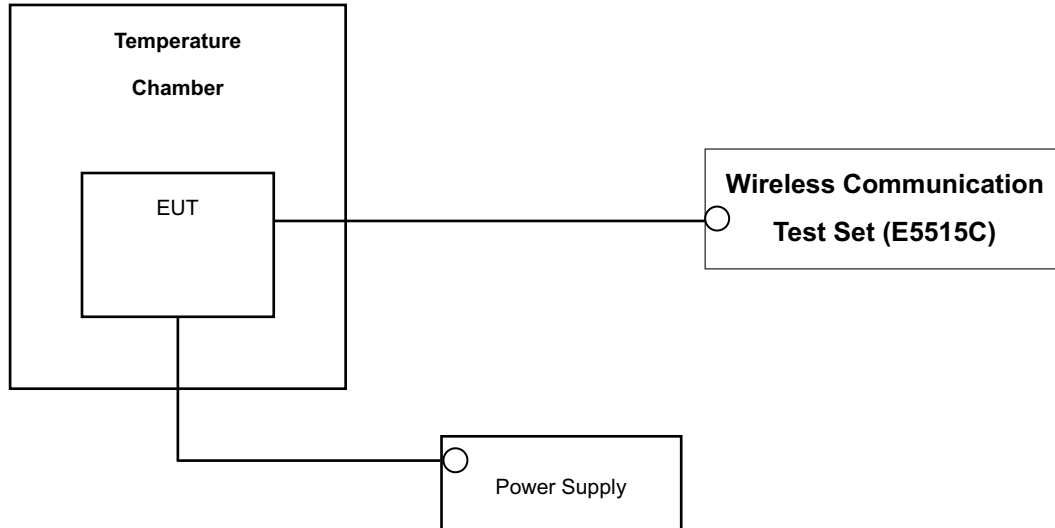 Temperature
Chamber
EUT
Wireless Communication
Test Set (E5515C)
Power Supply